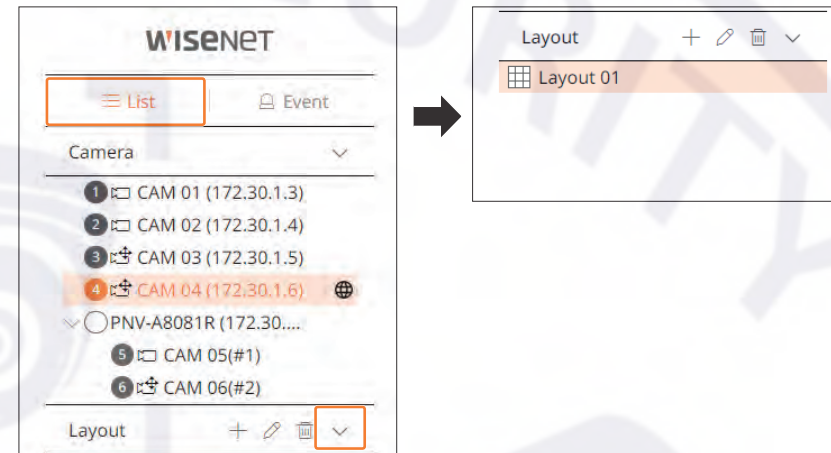 WISENET
List
Event
Camera
1 CAM 01 (172.30.1.3)
2 CAM 02 (172.30.1.4)
3 CAM 03 (172.30.1.5)
4 CAM 04 (172.30.1.6)
PNV-A8081R (172.30....
5 CAM 05(#1)
6 CAM 06(#2)
Layout
Layout
Layout 01